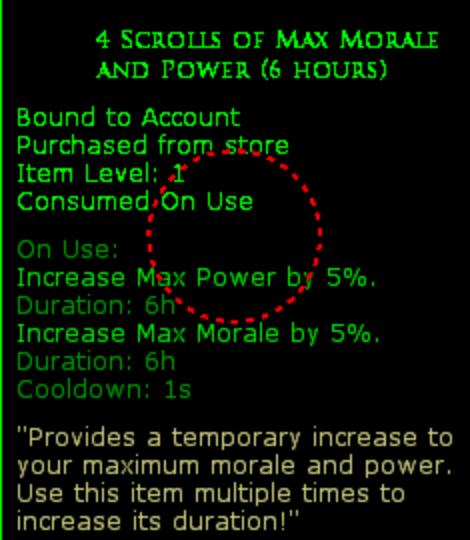 4 Scrolls of Max Morale
and Power (6 hours)
Bound to Account
Purchased from store
Item Level: 1
Consumed On Use
On Use:
Increase Max Power by 5%.
Duration: 6h
Increase Max Morale by 5%.
Duration: 6h
Cooldown: 1s
"Provides a temporary increase to
your maximum morale and power.
Use this item multiple times to
increase its duration!"